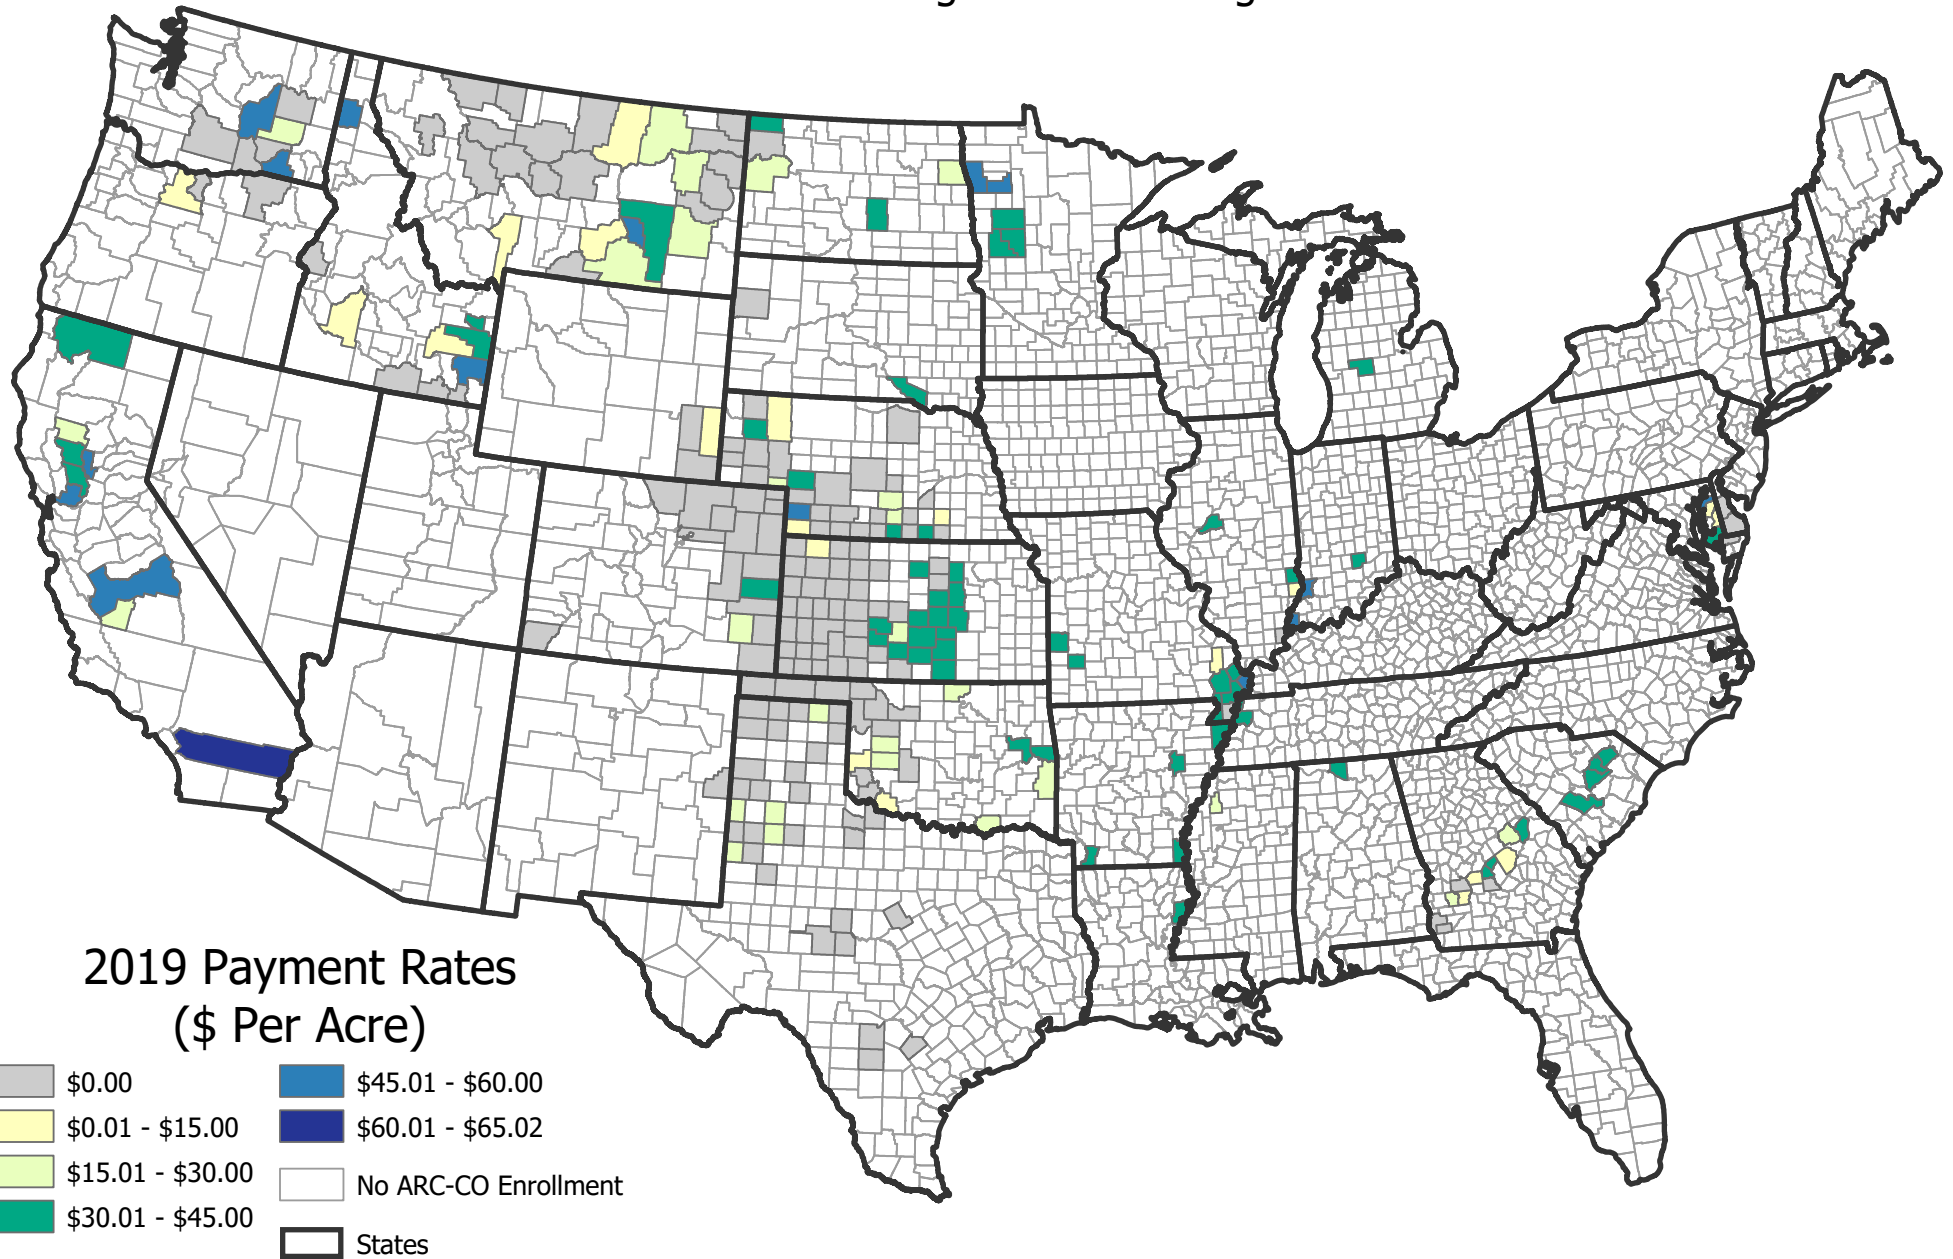 2019 Payment Rates
($ Per Acre)
$0.00
$0.01 - $15.00
$15.01 - $30.00
$30.01 - $45.00
$45.01 - $60.00
$60.01 - $65.02
No ARC-CO Enrollment
States